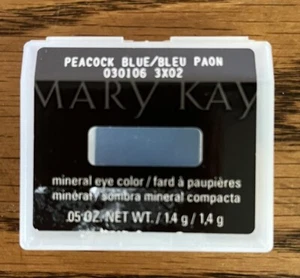 PEACOCK BLUE/BLEU PAON
030106 3X02
MARY KAY
mineral eye color / fard à paupières
minéral / sombra mineral compacta
.05 OZ. NET WT. / 1.4 g / 1,4 g